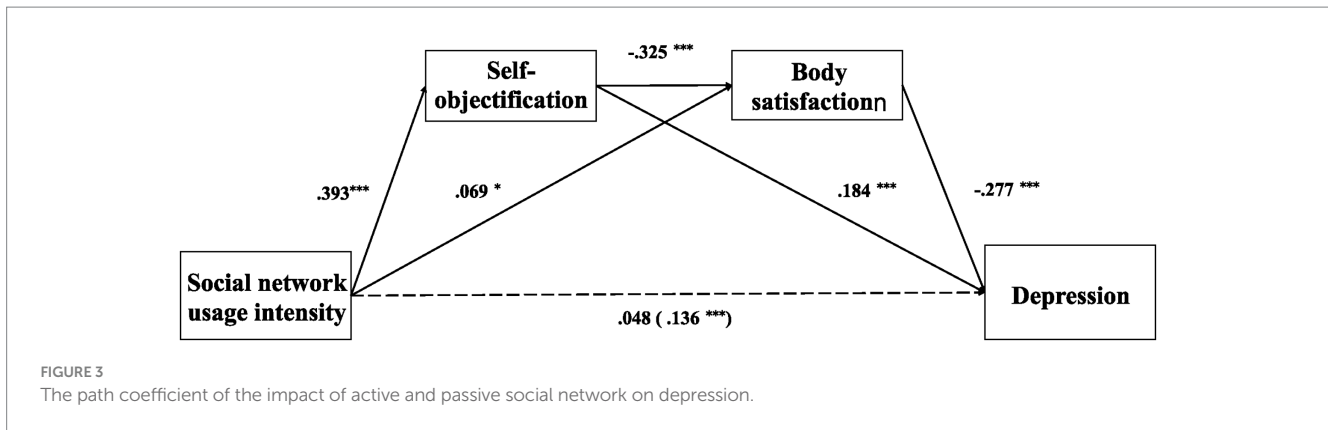 -.325 ***
Self-
objectification
Body
satisfactionn
.393***
.069 *
.184 ***
-.277 ***
Social network
usage intensity
Depression
.048 ( .136 ***)
FIGURE 3
The path coefficient of the impact of active and passive social network on depression.